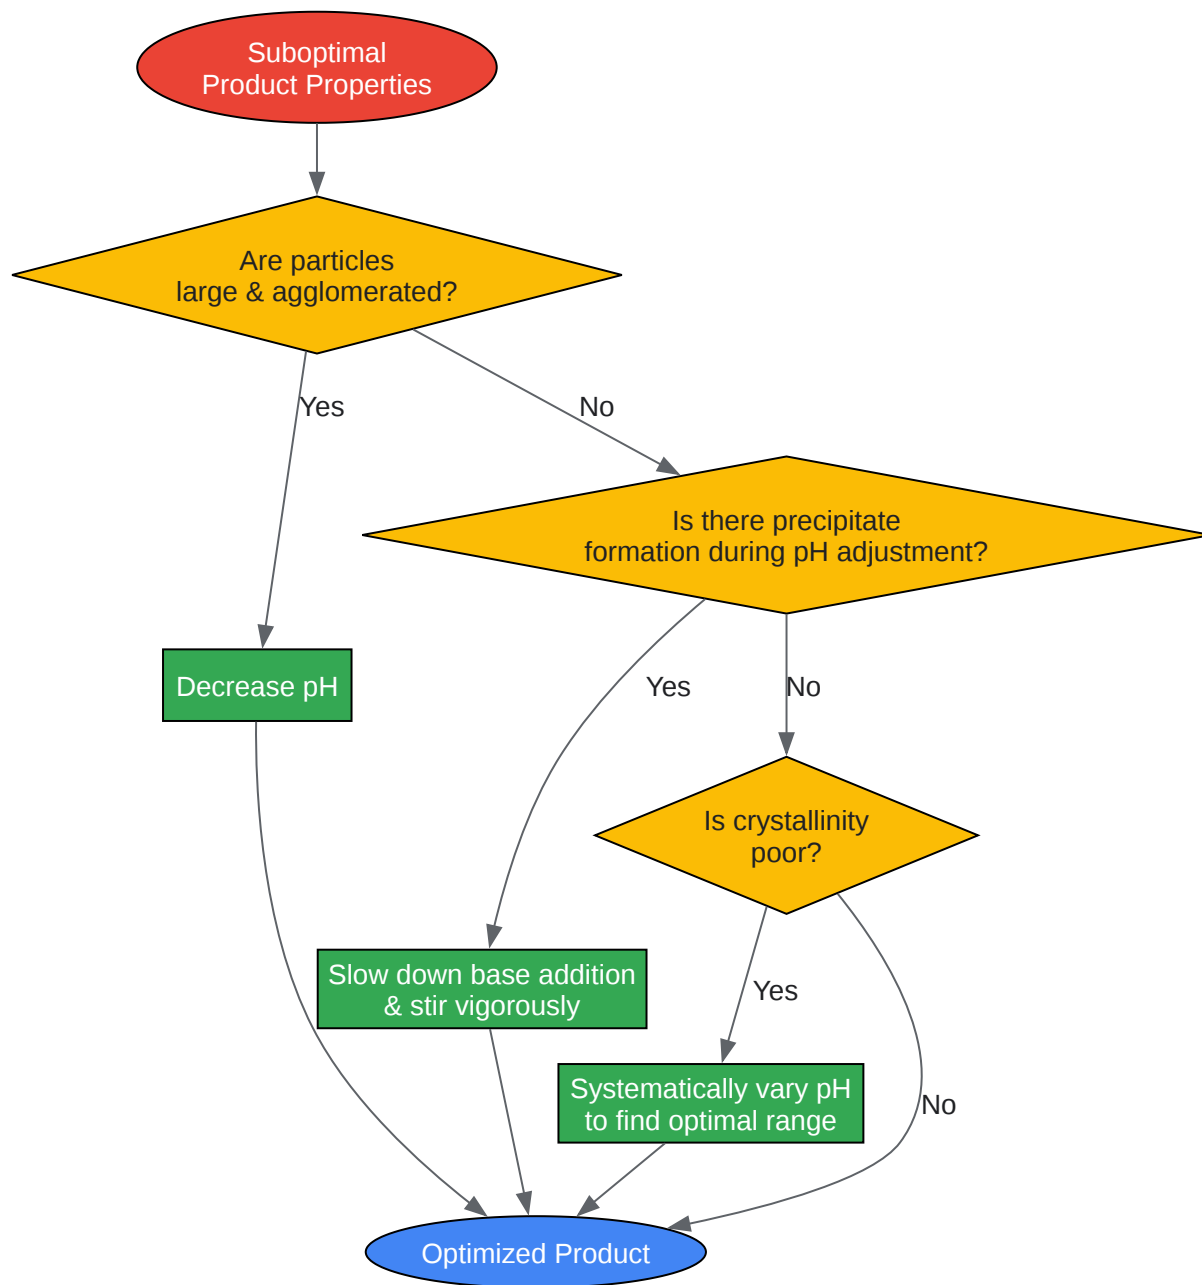 Suboptimal
Product Properties
Are particles
large & agglomerated?
Yes
No
Is there precipitate
formation during pH adjustment?
Decrease pH
Yes
No
Is crystallinity
poor?
Slow down base addition
& stir vigorously
Yes
Systematically vary pH
to find optimal range
No
Optimized Product